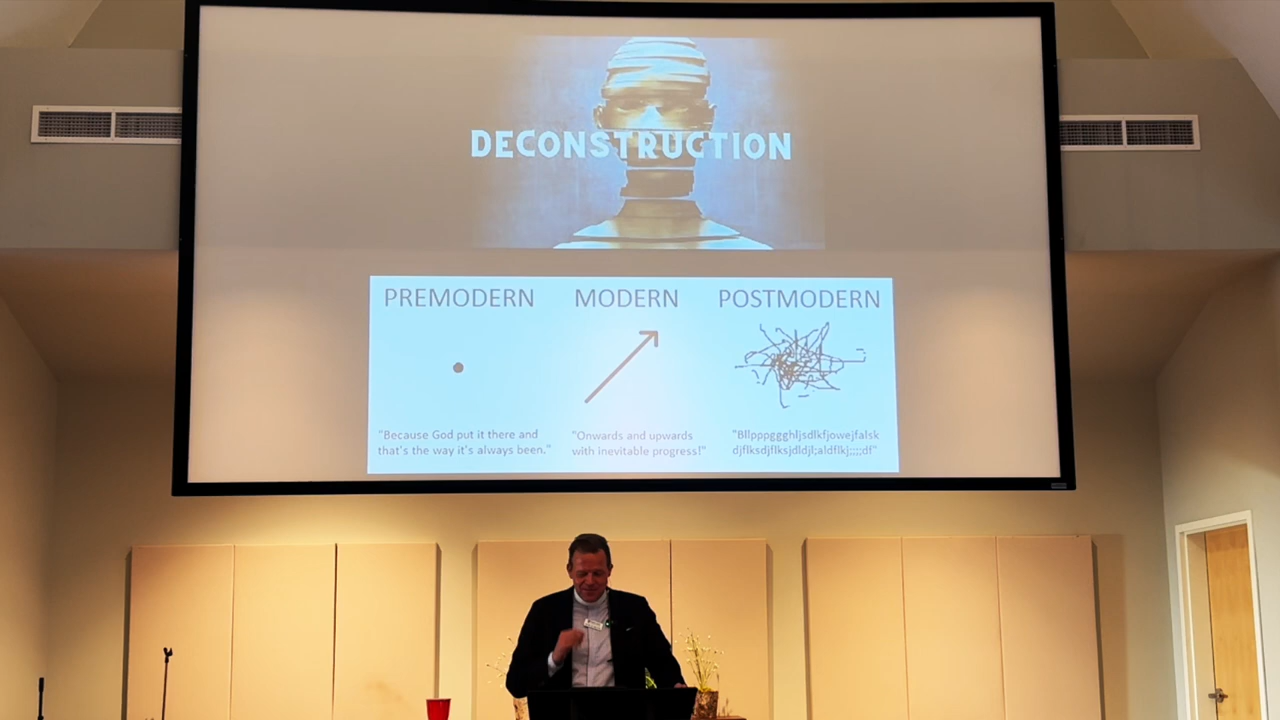 DECONSTRUCTION
PREMODERN MODERN POSTMODERN
"Because God put it there and
that's the way it's always been."
"Onwards and upwards
with inevitable progress!"
"Bllpppggghljsdlkfjowejfalsk
djflksdjflksjdldjl;aldflkj;;;;df"